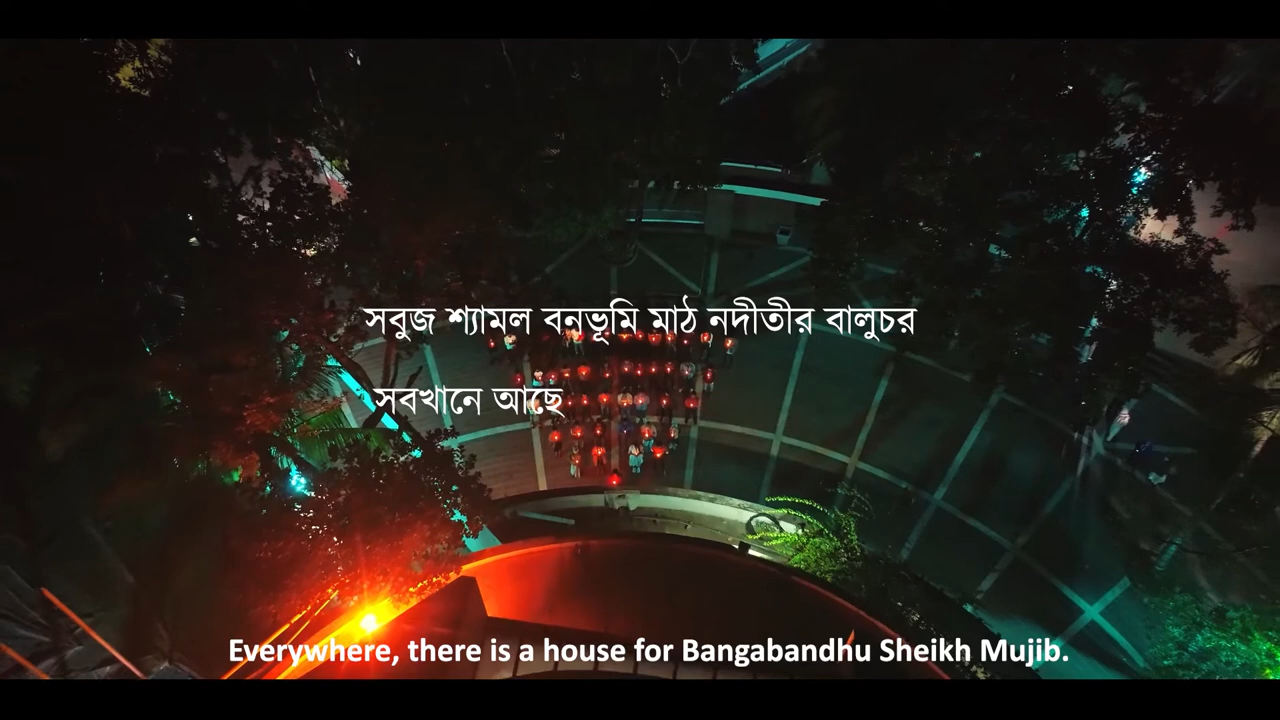 সবুজ শ্যামল বনভূমি মাঠ নদীতীর বালুচর
সবখানে আছে
Everywhere, there is a house for Bangabandhu Sheikh Mujib.